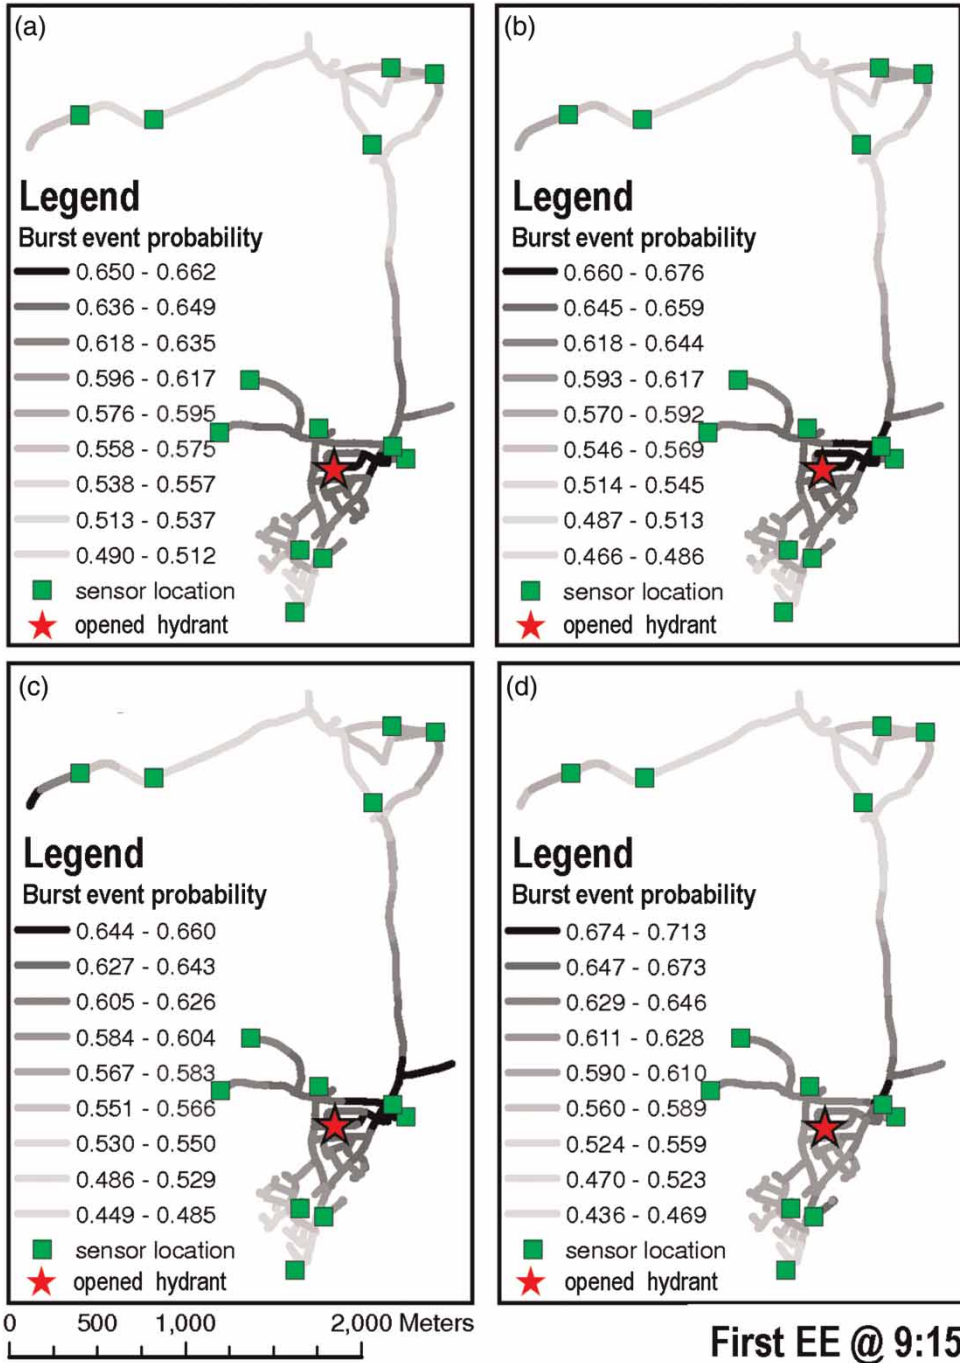 (a)
Legend
Burst event probability
0.650 - 0.662
0.636 - 0.649
0.618 - 0.635
0.596 - 0.617
0.576 - 0.595
0.558 - 0.575
0.538 - 0.557
0.513 - 0.537
0.490 - 0.512
sensor location
opened hydrant
(b)
Legend
Burst event probability
0.660 - 0.676
0.645 - 0.659
0.618 - 0.644
0.593 - 0.617
0.570 - 0.592
0.546 - 0.569
0.514 - 0.545
0.487 - 0.513
0.466 - 0.486
sensor location
opened hydrant
(c)
Legend
Burst event probability
0.644 - 0.660
0.627 - 0.643
0.605 - 0.626
0.584 - 0.604
0.567 - 0.583
0.551 - 0.566
0.530 - 0.550
0.486 - 0.529
0.449 - 0.485
sensor location
opened hydrant
(d)
Legend
Burst event probability
0.674 - 0.713
0.647 - 0.673
0.629 - 0.646
0.611 - 0.628
0.590 - 0.610
0.560 - 0.589
0.524 - 0.559
0.470 - 0.523
0.436 - 0.469
sensor location
opened hydrant
0 500 1,000 2,000 Meters
First EE @ 9:15